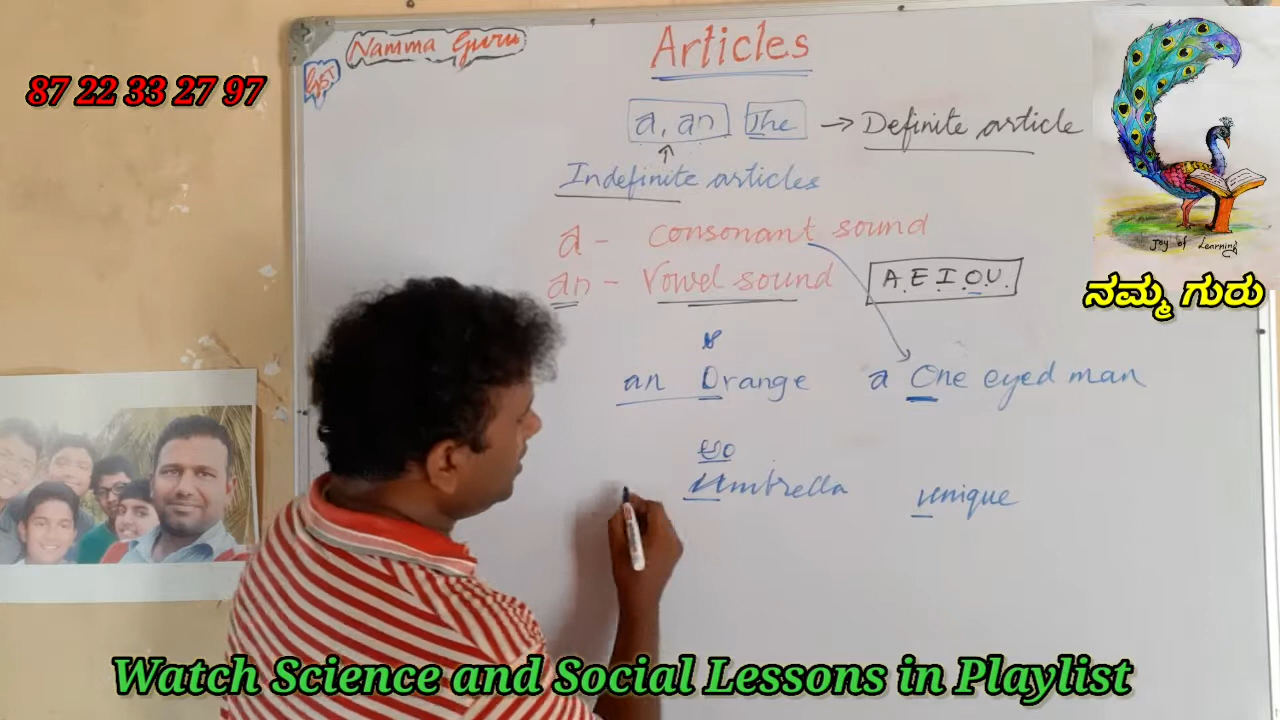 87 22 33 27 97
Namma Guru
Articles
a, an The → Definite article
Indefinite articles
a - Consonant sound
an - Vowel sound
A.E.I.O.U.
an Orange
a One eyed man
ಅಂ
Umbrella
unique
Joy of Learning
ನಮ್ಮ ಗುರು
Watch Science and Social Lessons in Playlist